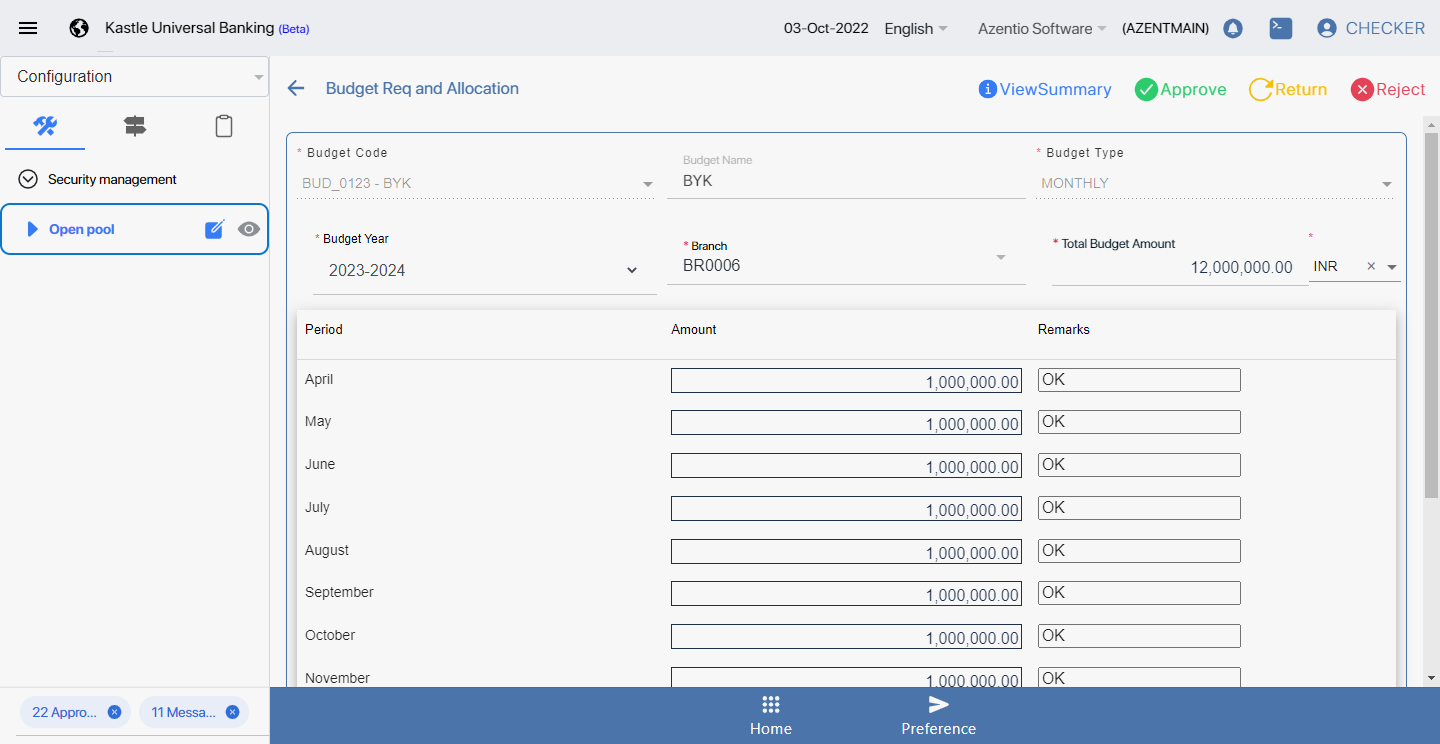 Kastle Universal Banking (Beta)
03-Oct-2022
English
Azentio Software
(AZENTMAIN)
CHECKER
Configuration
Security management
Open pool
Budget Req and Allocation
ViewSummary
Approve
Return
Reject
* Budget Code
BUD_0123 - BYK
Budget Name
BYK
* Budget Type
MONTHLY
* Budget Year
2023-2024
* Branch
BR0006
* Total Budget Amount
12,000,000.00
*
INR
Period Amount Remarks
April 1,000,000.00 OK
May 1,000,000.00 OK
June 1,000,000.00 OK
July 1,000,000.00 OK
August 1,000,000.00 OK
September 1,000,000.00 OK
October 1,000,000.00 OK
November 1,000,000.00 OK
22 Appro...
11 Messa...
Home
Preference